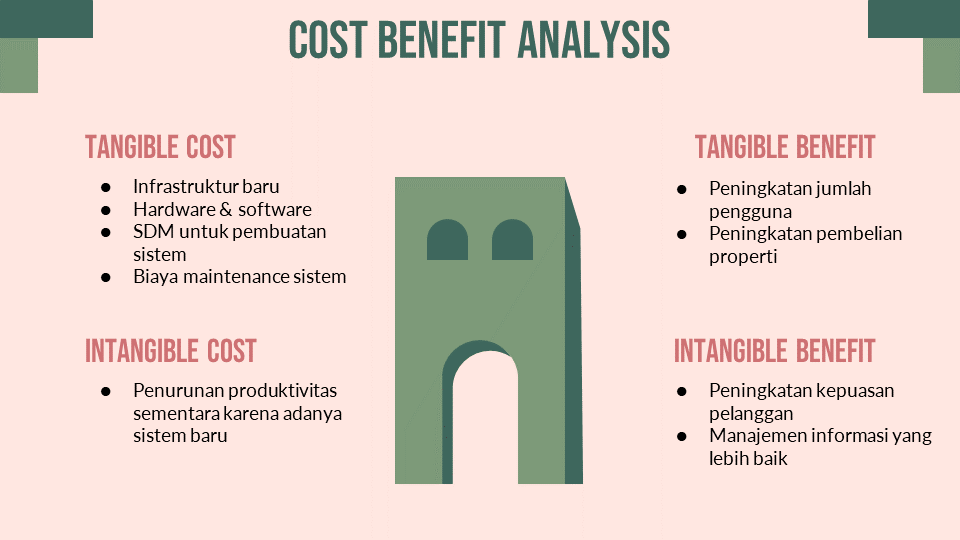 COST BENEFIT ANALYSIS
TANGIBLE COST
● Infrastruktur baru
● Hardware & software
● SDM untuk pembuatan
sistem
● Biaya maintenance sistem
INTANGIBLE COST
● Penurunan produktivitas
sementara karena adanya
sistem baru
TANGIBLE BENEFIT
● Peningkatan jumlah
pengguna
● Peningkatan pembelian
properti
INTANGIBLE BENEFIT
● Peningkatan kepuasan
pelanggan
● Manajemen informasi yang
lebih baik